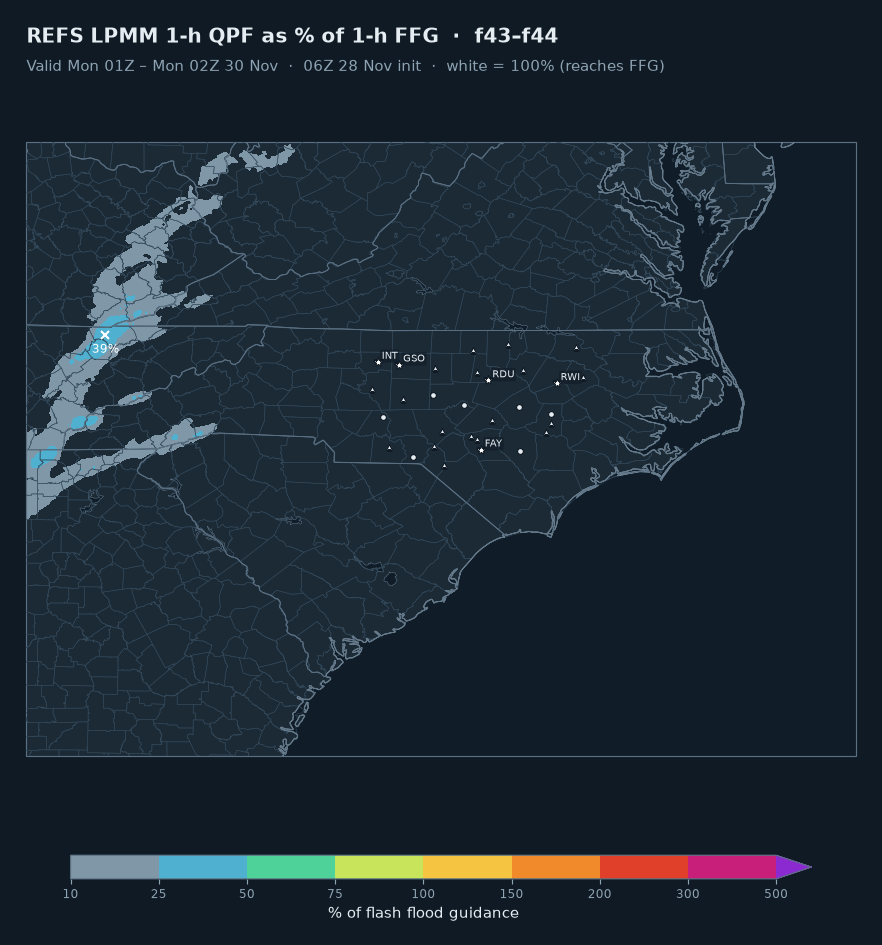 REFS LPMM 1-h QPF as % of 1-h FFG · f43–f44
Valid Mon 01Z – Mon 02Z 30 Nov · 06Z 28 Nov init · white = 100% (reaches FFG)
39%
INT GSO
RDU RWI
FAY
10 25 50 75 100 150 200 300 500
% of flash flood guidance